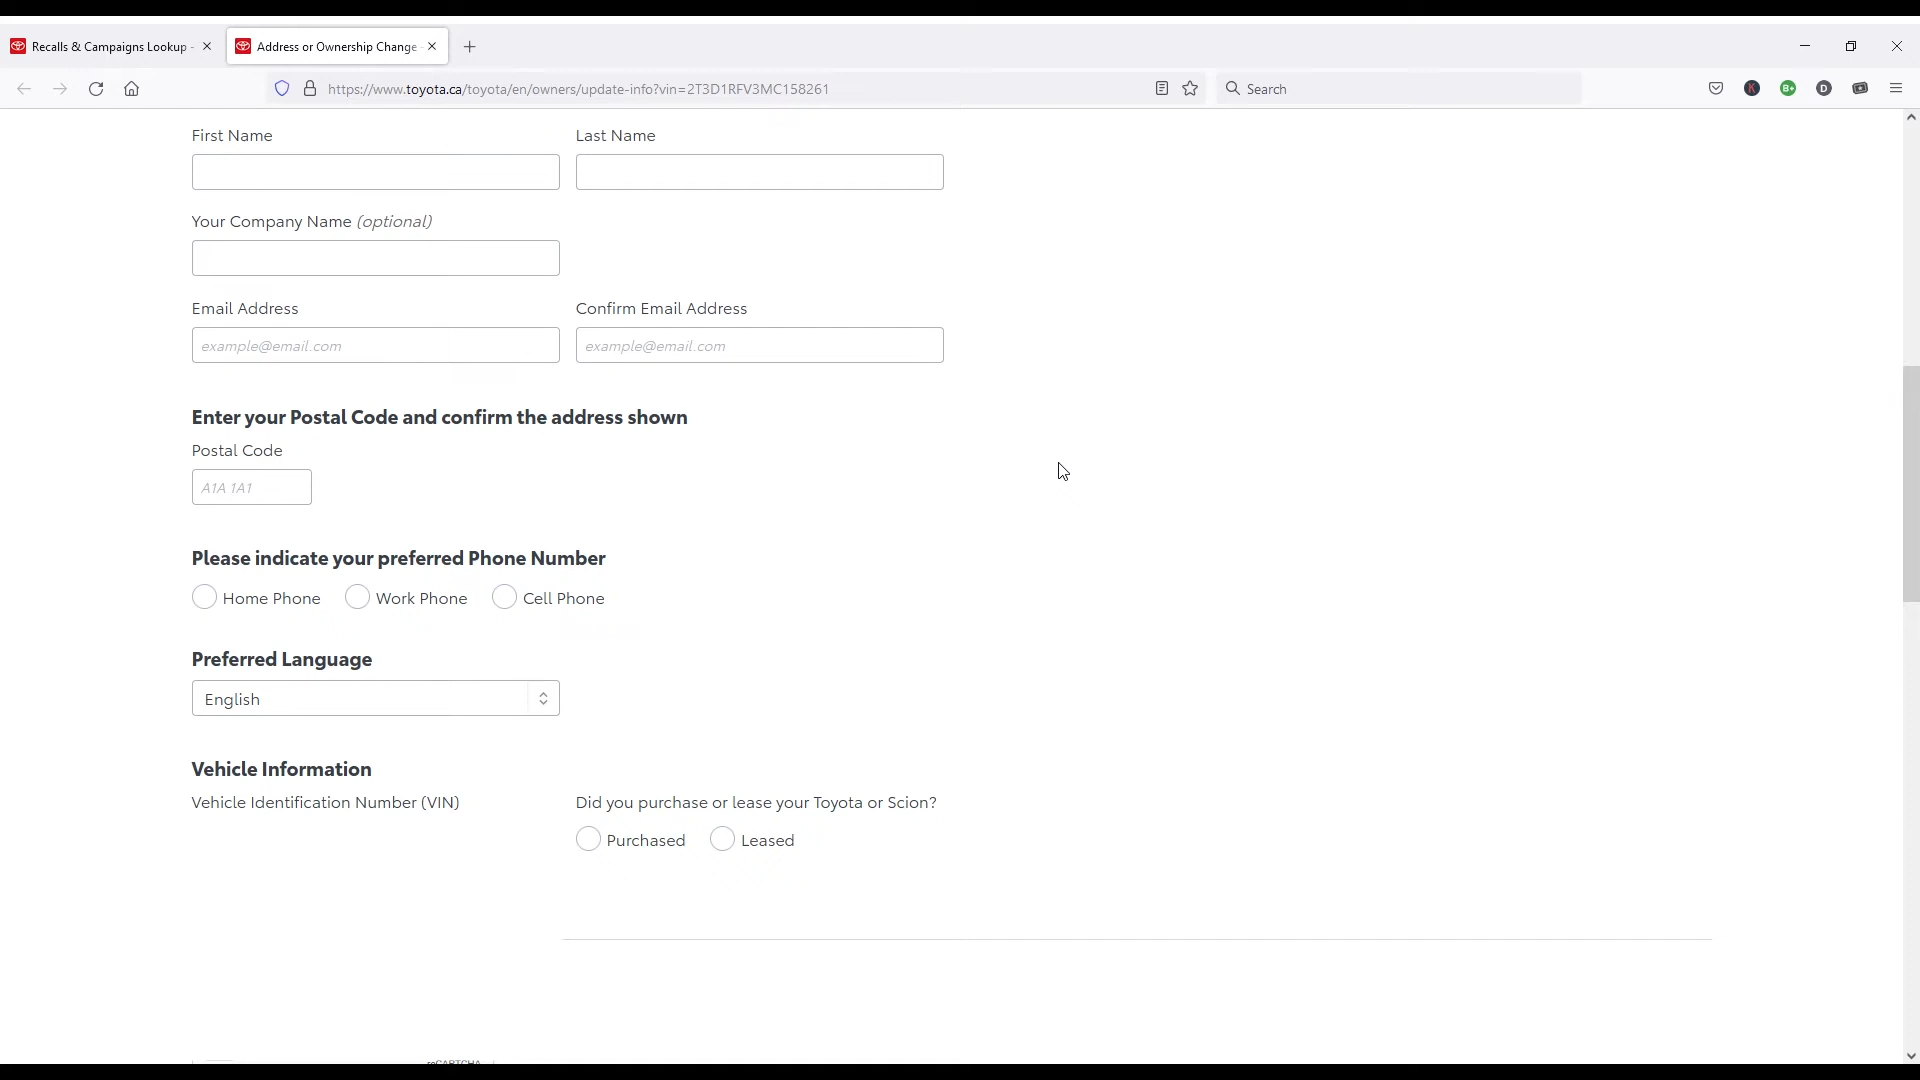 Recalls & Campaigns Lookup -
Address or Ownership Change -
https://www.toyota.ca/toyota/en/owners/update-info?vin=2T3D1RFV3MC158261
Search
K
B+
D
First Name
Last Name
Your Company Name (optional)
Email Address
Confirm Email Address
example@email.com
example@email.com
Enter your Postal Code and confirm the address shown
Postal Code
A1A 1A1
Please indicate your preferred Phone Number
Home Phone
Work Phone
Cell Phone
Preferred Language
English
Vehicle Information
Vehicle Identification Number (VIN)
Did you purchase or lease your Toyota or Scion?
Purchased
Leased
reCAPTCHA